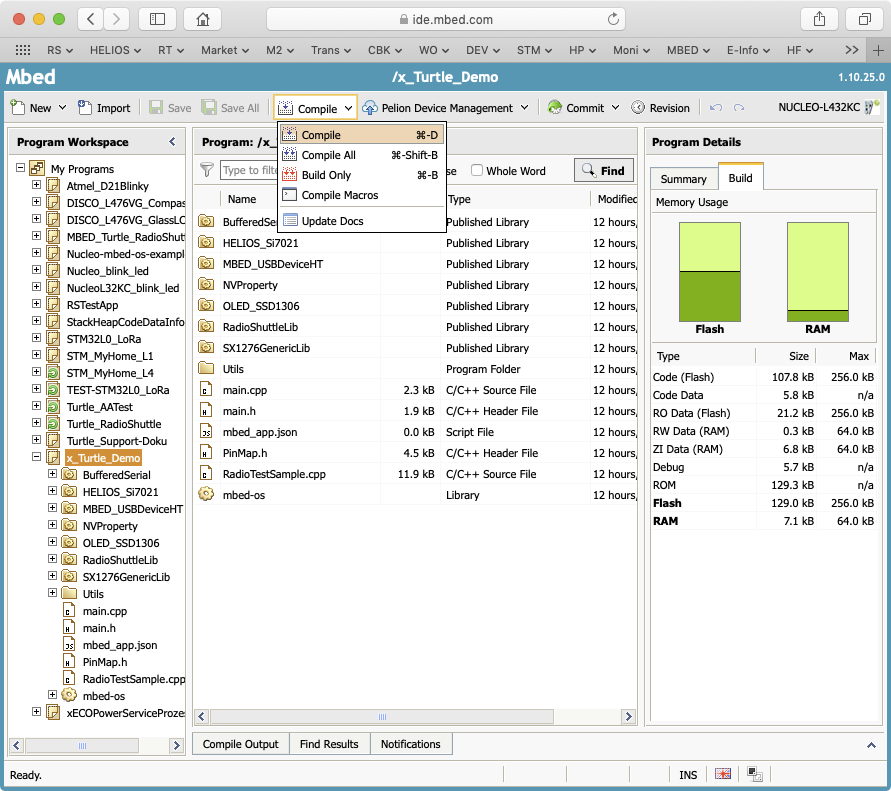 ide.mbed.com
RS HELIOS RT Market M2 Trans CBK WO DEV STM HP Moni MBED E-Info HF
Mbed /x_Turtle_Demo 1.10.25.0
New Import Save Save All Compile Pelion Device Management Commit Revision NUCLEO-L432KC
Program Workspace
My Programs
Atmel_D21Blinky
DISCO_L476VG_Compas
DISCO_L476VG_GlassLC
MBED_Turtle_RadioShutt
Nucleo-mbed-os-example
Nucleo_blink_led
NucleoL32KC_blink_led
RSTestApp
StackHeapCodeDataInfo
STM32L0_LoRa
STM_MyHome_L1
STM_MyHome_L4
TEST-STM32L0_LoRa
Turtle_AATest
Turtle_RadioShuttle
Turtle_Support-Doku
x_Turtle_Demo
BufferedSerial
HELIOS_Si7021
MBED_USBDeviceHT
NVProperty
OLED_SSD1306
RadioShuttleLib
SX1276GenericLib
Utils
main.cpp
main.h
mbed_app.json
PinMap.h
RadioTestSample.cpp
mbed-os
xECOPowerServiceProzes
Program: /x_
Compile ⌘-D
Compile All ⌘-Shift-B
Build Only ⌘-B
Compile Macros
Update Docs
Type to filte se Whole Word Find
Name Type Modified
BufferedSeri Published Library 12 hours,
HELIOS_Si7021 Published Library 12 hours,
MBED_USBDeviceHT Published Library 12 hours,
NVProperty Published Library 12 hours,
OLED_SSD1306 Published Library 12 hours,
RadioShuttleLib Published Library 12 hours,
SX1276GenericLib Published Library 12 hours,
Utils Program Folder 12 hours,
main.cpp 2.3 kB C/C++ Source File 12 hours,
main.h 1.9 kB C/C++ Header File 12 hours,
mbed_app.json 0.0 kB Script File 12 hours,
PinMap.h 4.5 kB C/C++ Header File 12 hours,
RadioTestSample.cpp 11.9 kB C/C++ Source File 12 hours,
mbed-os Library 12 hours,
Program Details
Summary Build
Memory Usage
Flash RAM
Type Size Max
Code (Flash) 107.8 kB 256.0 kB
Code Data 5.8 kB n/a
RO Data (Flash) 21.2 kB 256.0 kB
RW Data (RAM) 0.3 kB 64.0 kB
ZI Data (RAM) 6.8 kB 64.0 kB
Debug 5.7 kB n/a
ROM 129.3 kB n/a
Flash 129.0 kB 256.0 kB
RAM 7.1 kB 64.0 kB
Compile Output Find Results Notifications
Ready. INS